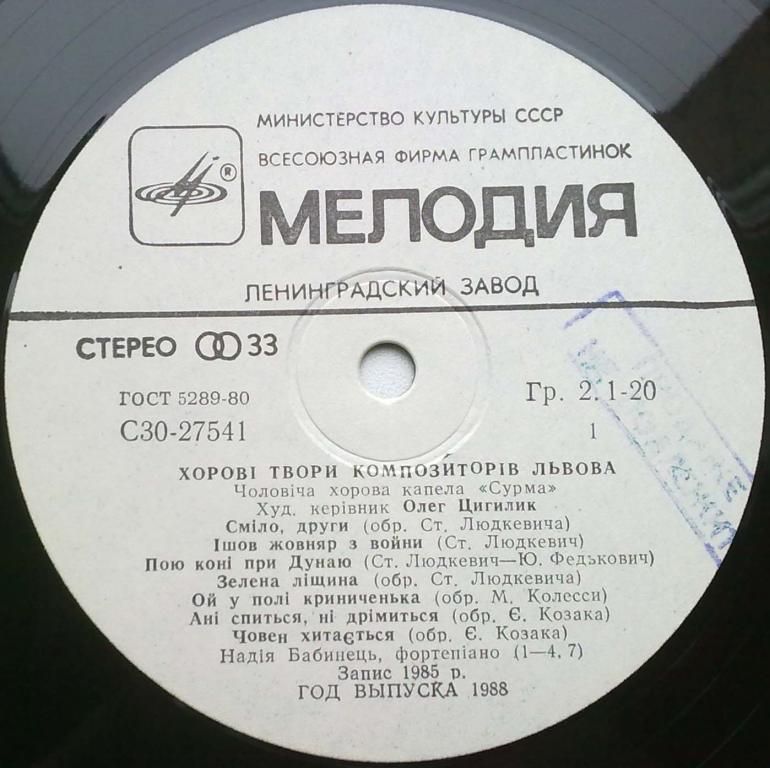 МИНИСТЕРСТВО КУЛЬТУРЫ СССР
ВСЕСОЮЗНАЯ ФИРМА ГРАМПЛАСТИНОК
®
МЕЛОДИЯ
ЛЕНИНГРАДСКИЙ ЗАВОД
СТЕРЕО 33
ГОСТ 5289-80 Гр. 2. 1-20
С30-27541 1
ХОРОВІ ТВОРИ КОМПОЗИТОРІВ ЛЬВОВА
Чоловіча хорова капела «Сурма»
Худ. керівник Олег Цигилик
Сміло, други (обр. Ст. Людкевича)
Ішов жовняр з войни (Ст. Людкевич)
Пою коні при Дунаю (Ст. Людкевич—Ю. Федькович)
Зелена ліщина (обр. Ст. Людкевича)
Ой у полі криниченька (обр. М. Колесси)
Ані спиться, ні дрімиться (обр. Є. Козака)
Човен хитається (обр. Є. Козака)
Надія Бабинець, фортепіано (1—4, 7)
Запис 1985 р.
ГОД ВЫПУСКА 1988